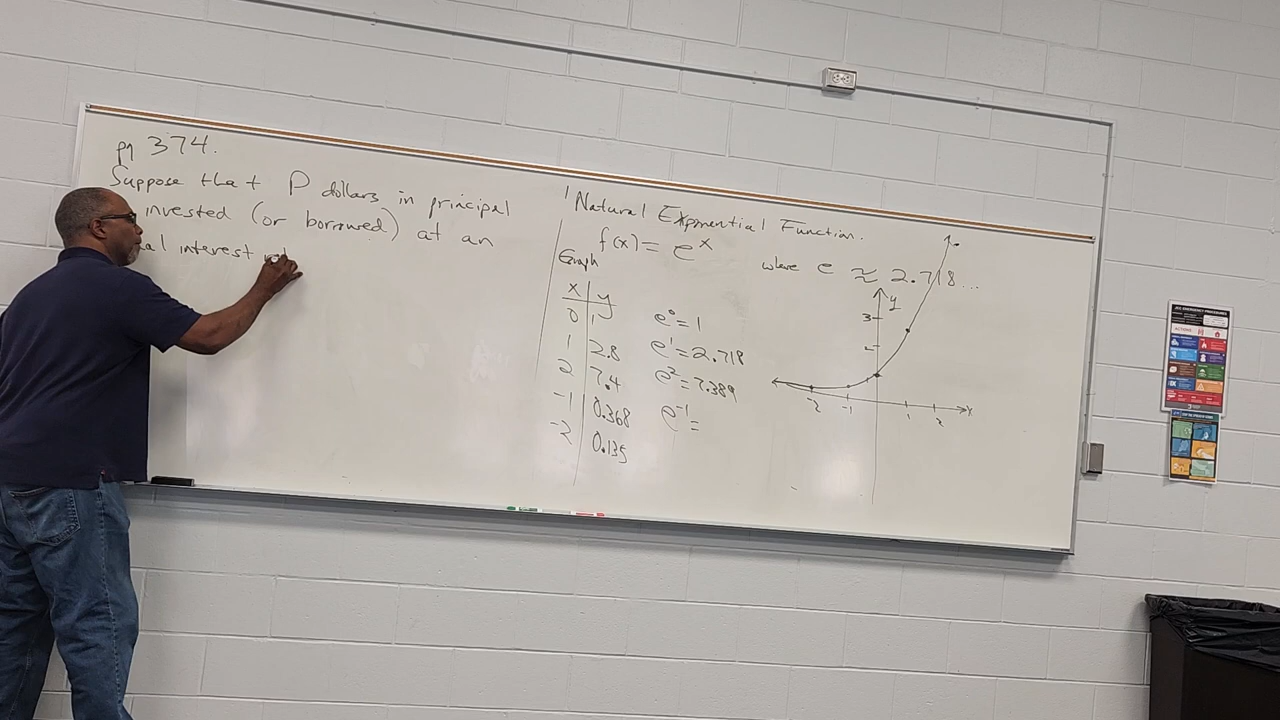 pg 374.
Suppose that P dollars in principal
invested (or borrowed) at an
al interest
Natural Exponential Function.
f(x) = e^x
where e ≈ 2.718...
Graph
x y
0 1
1 2.8
2 7.4
-1 0.368
-2 0.135
e^0 = 1
e^1 = 2.718
e^2 = 7.389
e^-1 =
y
3
2
-2 -1 1 2 x